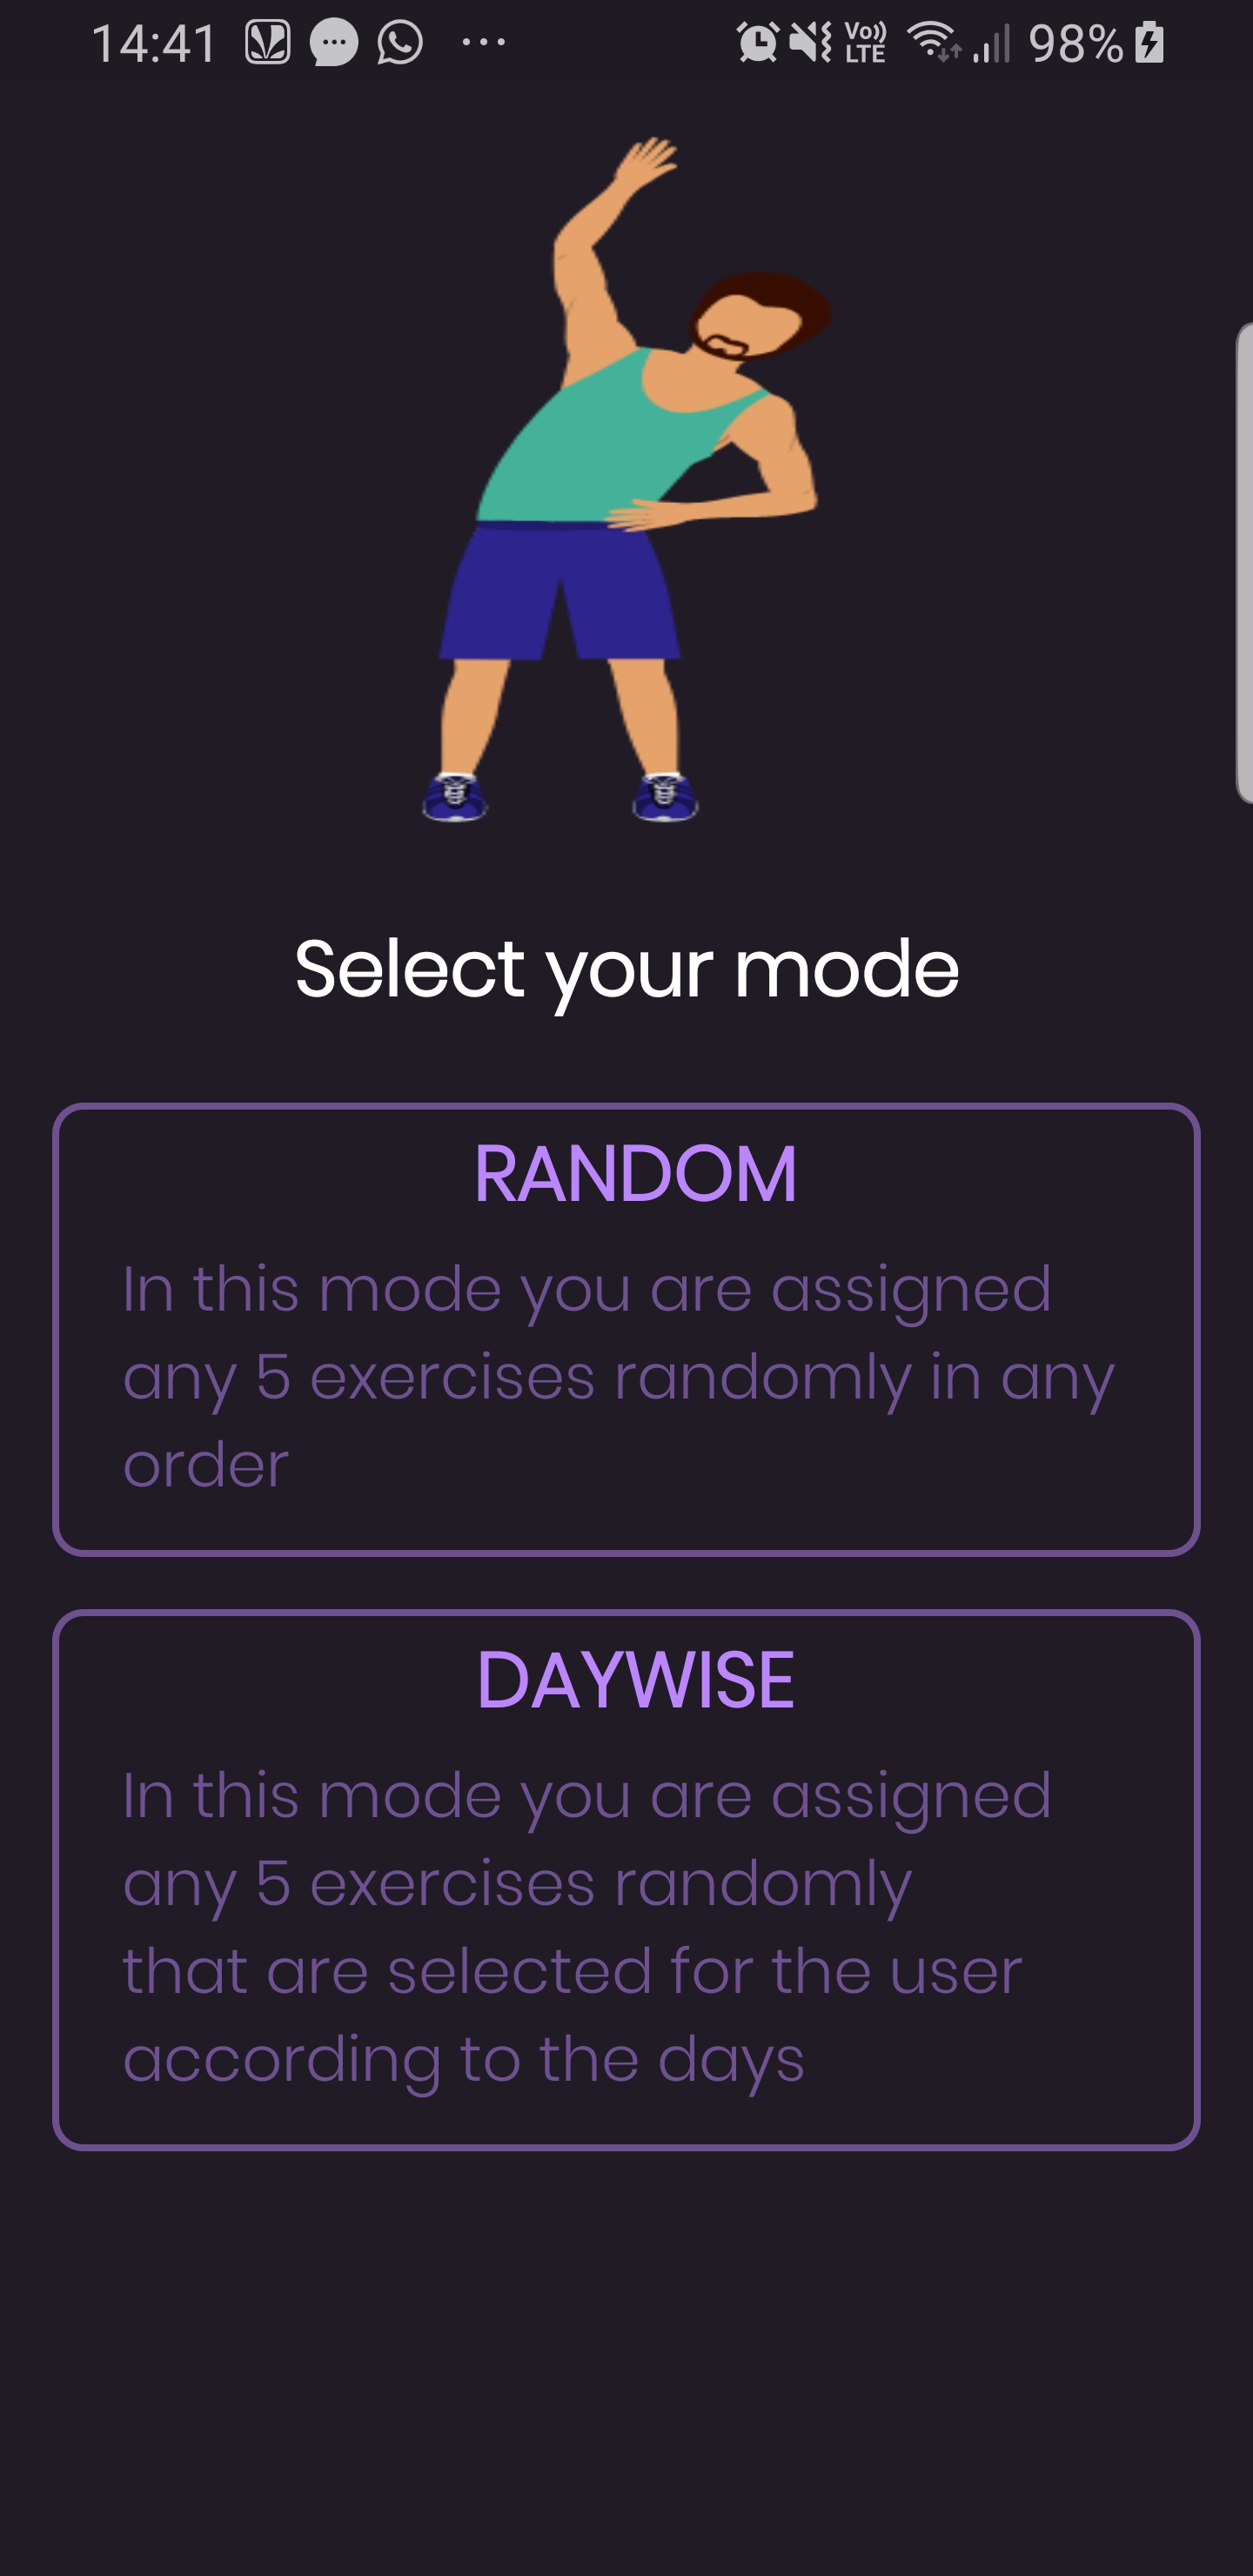 14:41 Vo)) LTE 98%
Select your mode
RANDOM
In this mode you are assigned
any 5 exercises randomly in any
order
DAYWISE
In this mode you are assigned
any 5 exercises randomly
that are selected for the user
according to the days